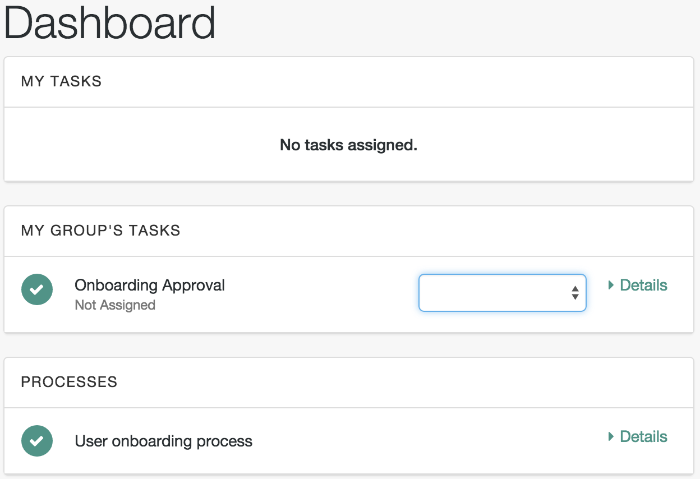 Dashboard
MY TASKS
No tasks assigned.
MY GROUP'S TASKS
Onboarding Approval
Not Assigned
Details
PROCESSES
User onboarding process
Details